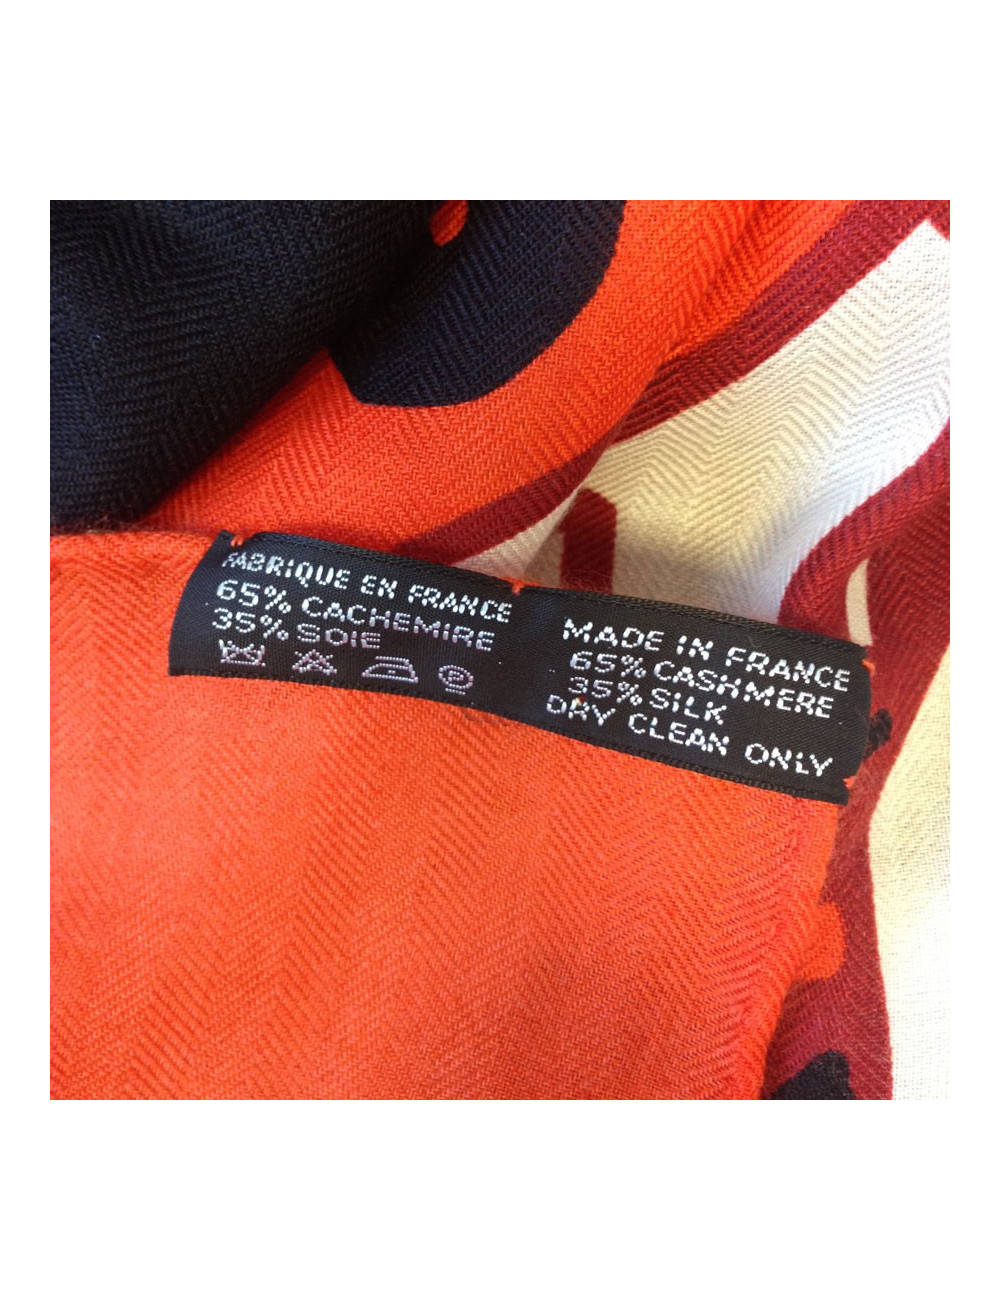 FABRIQUE EN FRANCE
65% CACHEMIRE
35% SOIE
MADE IN FRANCE
65% CASHMERE
35% SILK
DRY CLEAN ONLY